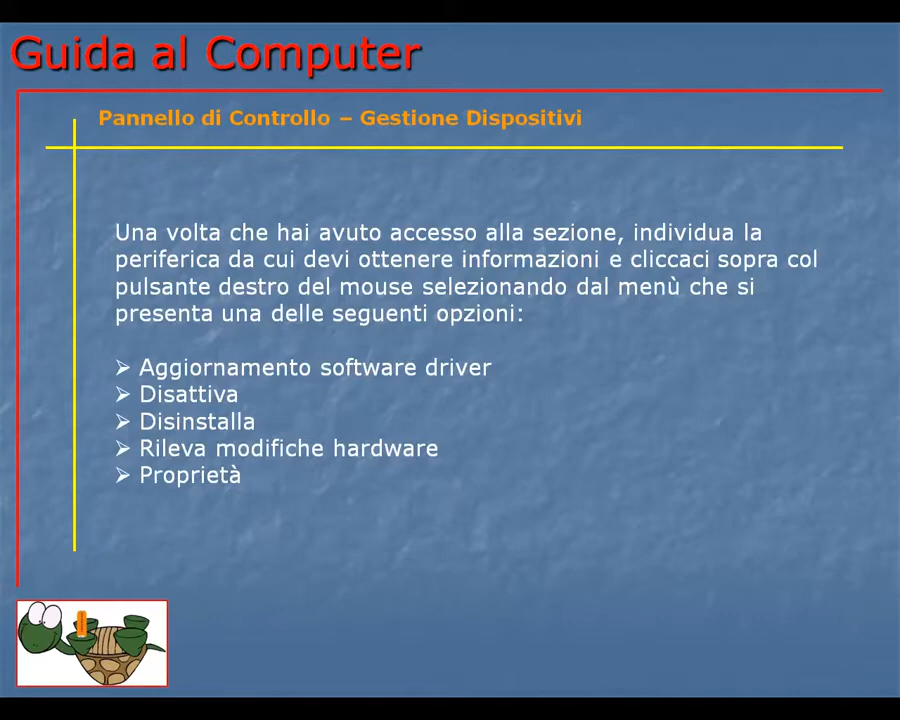 Guida al Computer
Pannello di Controllo – Gestione Dispositivi
Una volta che hai avuto accesso alla sezione, individua la
periferica da cui devi ottenere informazioni e cliccaci sopra col
pulsante destro del mouse selezionando dal menù che si
presenta una delle seguenti opzioni:
Aggiornamento software driver
Disattiva
Disinstalla
Rileva modifiche hardware
Proprietà